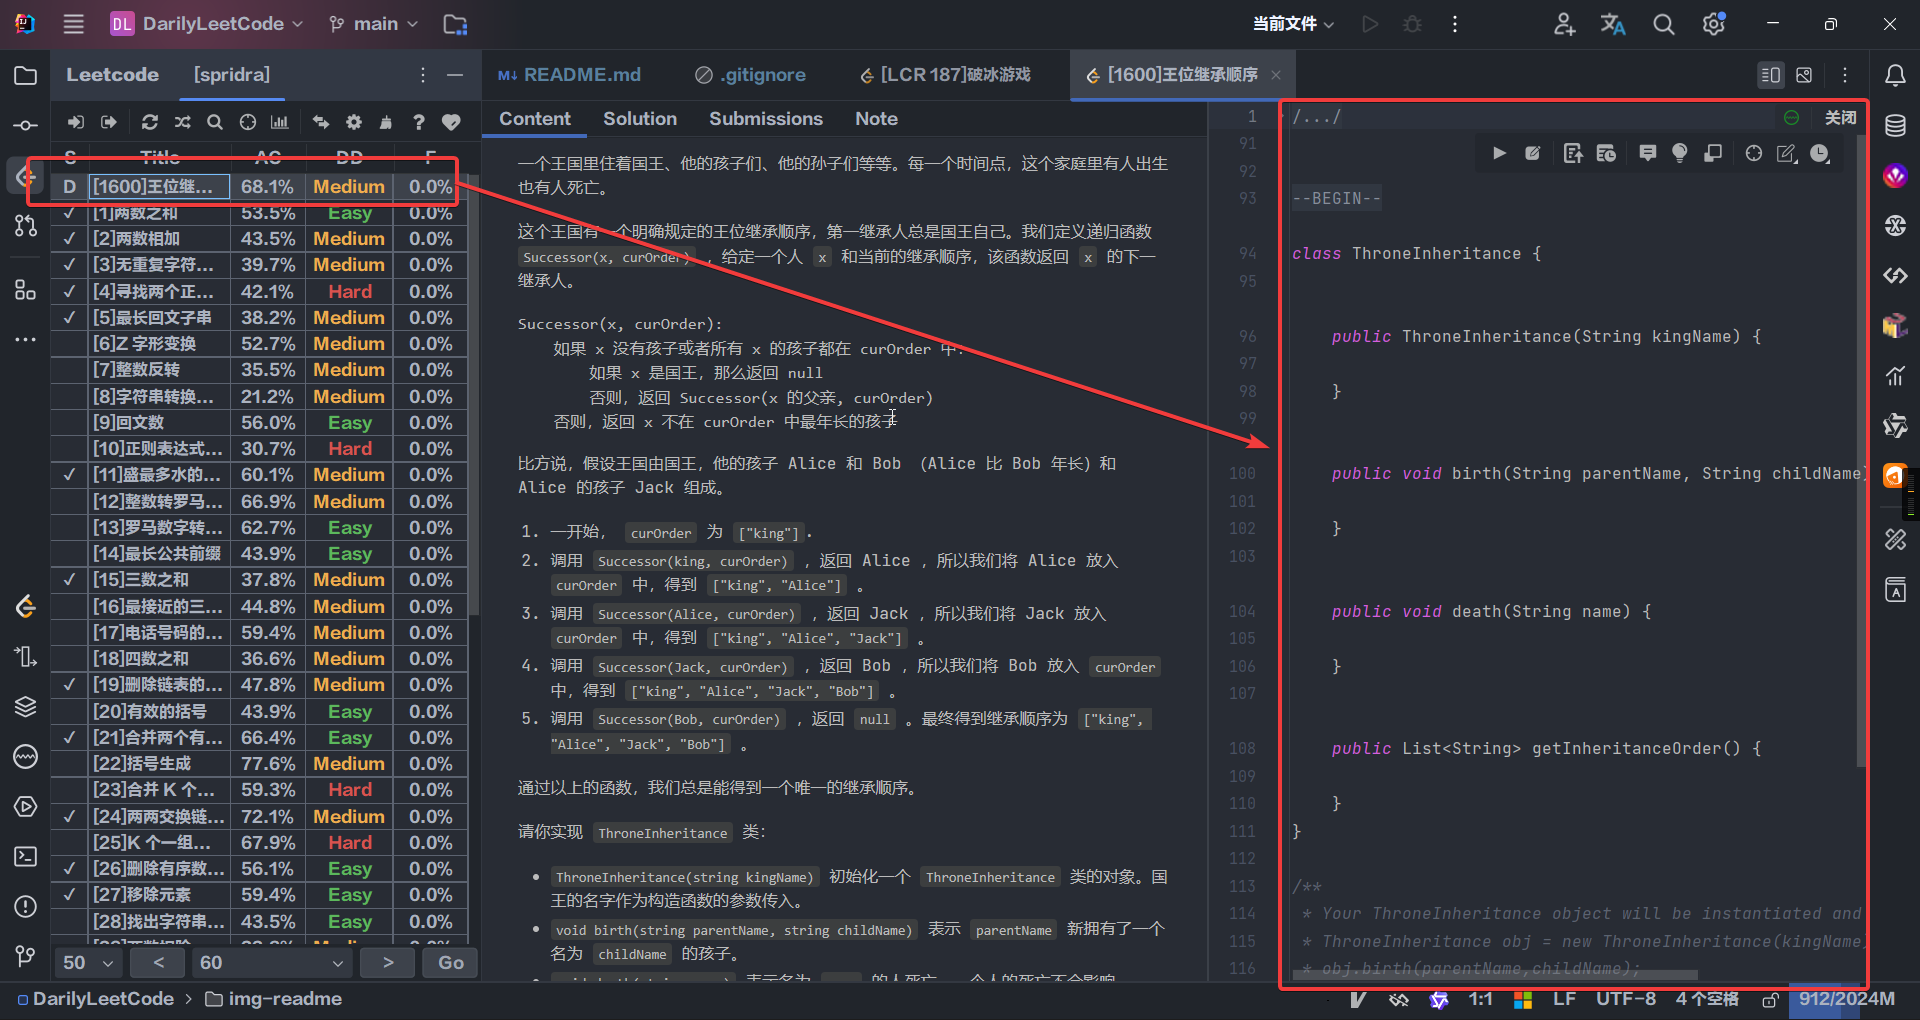 DL DarilyLeetCode main 当前文件
Leetcode [spridra]
README.md .gitignore [LCR 187]破冰游戏 [1600]王位继承顺序
Content Solution Submissions Note
S Title AC DD F
D [1600]王位继... 68.1% Medium 0.0%
✓ [1]两数之和 53.5% Easy 0.0%
✓ [2]两数相加 43.5% Medium 0.0%
✓ [3]无重复字符... 39.7% Medium 0.0%
✓ [4]寻找两个正... 42.1% Hard 0.0%
✓ [5]最长回文子串 38.2% Medium 0.0%
[6]Z 字形变换 52.7% Medium 0.0%
[7]整数反转 35.5% Medium 0.0%
[8]字符串转换... 21.2% Medium 0.0%
[9]回文数 56.0% Easy 0.0%
[10]正则表达式... 30.7% Hard 0.0%
✓ [11]盛最多水的... 60.1% Medium 0.0%
[12]整数转罗马... 66.9% Medium 0.0%
[13]罗马数字转... 62.7% Easy 0.0%
[14]最长公共前缀 43.9% Easy 0.0%
✓ [15]三数之和 37.8% Medium 0.0%
[16]最接近的三... 44.8% Medium 0.0%
[17]电话号码的... 59.4% Medium 0.0%
[18]四数之和 36.6% Medium 0.0%
✓ [19]删除链表的... 47.8% Medium 0.0%
[20]有效的括号 43.9% Easy 0.0%
✓ [21]合并两个有... 66.4% Easy 0.0%
[22]括号生成 77.6% Medium 0.0%
[23]合并 K 个... 59.3% Hard 0.0%
✓ [24]两两交换链... 72.1% Medium 0.0%
[25]K 个一组... 67.9% Hard 0.0%
✓ [26]删除有序数... 56.1% Easy 0.0%
✓ [27]移除元素 59.4% Easy 0.0%
[28]找出字符串... 43.5% Easy 0.0%
50 < 60 > Go
一个王国里住着国王、他的孩子们、他的孙子们等等。每一个时间点，这个家庭里有人出生
也有人死亡。
这个王国有一个明确规定的王位继承顺序，第一继承人总是国王自己。我们定义递归函数
Successor(x, curOrder) ，给定一个人 x 和当前的继承顺序，该函数返回 x 的下一
继承人。
Successor(x, curOrder):
如果 x 没有孩子或者所有 x 的孩子都在 curOrder 中：
如果 x 是国王，那么返回 null
否则，返回 Successor(x 的父亲, curOrder)
否则，返回 x 不在 curOrder 中最年长的孩子
比方说，假设王国由国王，他的孩子 Alice 和 Bob （Alice 比 Bob 年长）和
Alice 的孩子 Jack 组成。
1. 一开始， curOrder 为 ["king"].
2. 调用 Successor(king, curOrder) ，返回 Alice ，所以我们将 Alice 放入
curOrder 中，得到 ["king", "Alice"] 。
3. 调用 Successor(Alice, curOrder) ，返回 Jack ，所以我们将 Jack 放入
curOrder 中，得到 ["king", "Alice", "Jack"] 。
4. 调用 Successor(Jack, curOrder) ，返回 Bob ，所以我们将 Bob 放入 curOrder
中，得到 ["king", "Alice", "Jack", "Bob"] 。
5. 调用 Successor(Bob, curOrder) ，返回 null 。最终得到继承顺序为 ["king",
"Alice", "Jack", "Bob"] 。
通过以上的函数，我们总是能得到一个唯一的继承顺序。
请你实现 ThroneInheritance 类：
• ThroneInheritance(string kingName) 初始化一个 ThroneInheritance 类的对象。国
王的名字作为构造函数的参数传入。
• void birth(string parentName, string childName) 表示 parentName 新拥有了一个
名为 childName 的孩子。
1 /.../ 关闭
91
92
93 --BEGIN--
94 class ThroneInheritance {
95
96 public ThroneInheritance(String kingName) {
97
98 }
99
100 public void birth(String parentName, String childName)
101
102 }
103
104 public void death(String name) {
105
106 }
107
108 public List<String> getInheritanceOrder() {
109
110 }
111 }
112
113 /**
114 * Your ThroneInheritance object will be instantiated and
115 * ThroneInheritance obj = new ThroneInheritance(kingName)
116 * obj.birth(parentName,childName);
DarilyLeetCode > img-readme 1:1 LF UTF-8 4 个空格 912/2024M